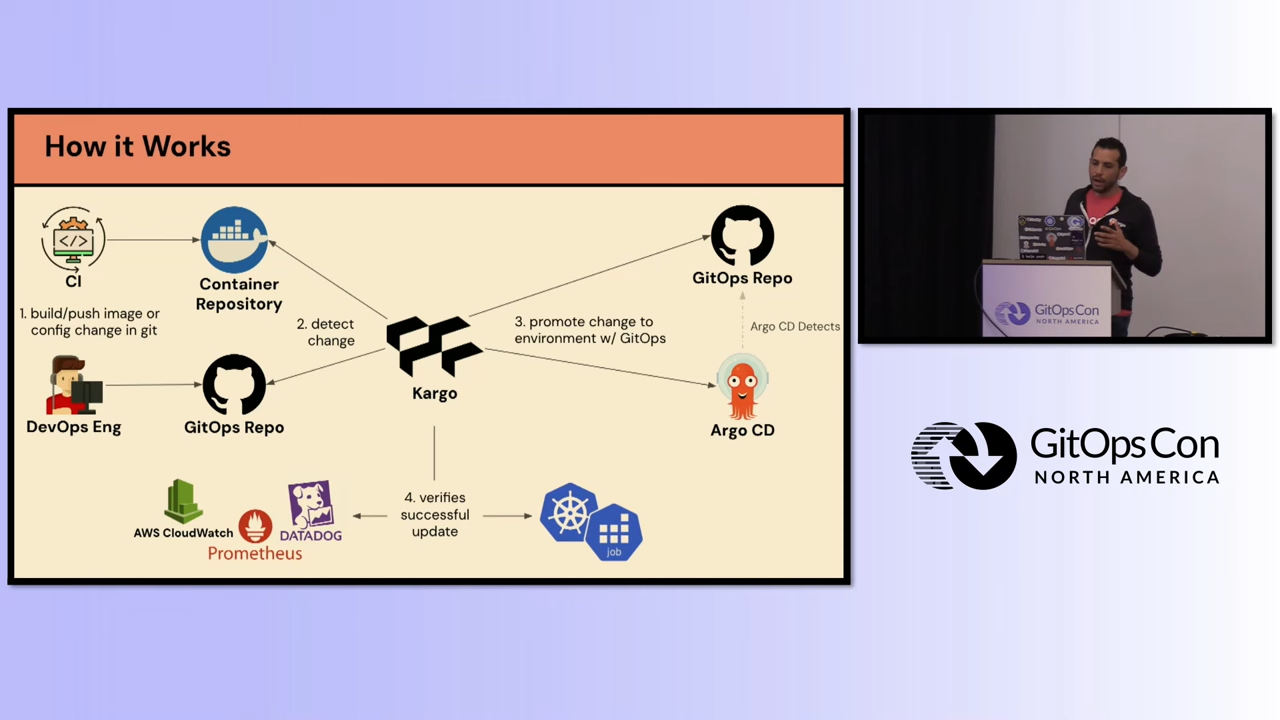 How it Works
CI
1. build/push image or
config change in git
DevOps Eng
Container
Repository
GitOps Repo
2. detect
change
Kargo
3. promote change to
environment w/ GitOps
GitOps Repo
Argo CD Detects
Argo CD
4. verifies
successful
update
AWS CloudWatch
Prometheus
DATADOG
job
GitOpsCon
NORTH AMERICA
GitOpsCon
NORTH AMERICA